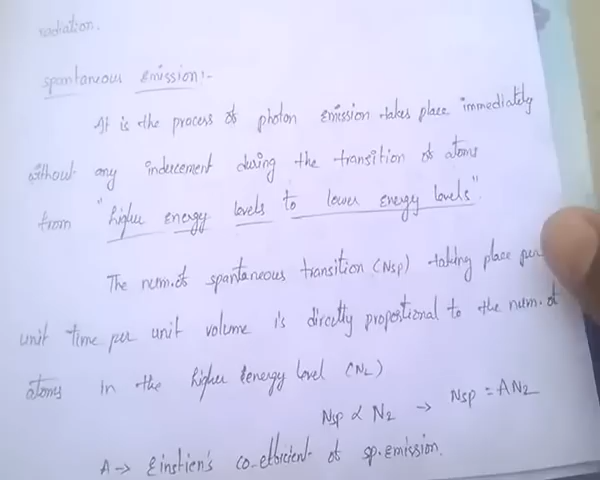 radiation.
spontaneous Emission:-
It is the process of photon Emission takes place immediately
without any inducement during the transition of atoms
from "higher energy levels to lower energy levels"
The num.of spontaneous transition (Nsp) taking place per
unit time per unit volume is directly propotional to the num.of
atoms in the higher energy level (N2)
Nsp ∝ N2 → Nsp = AN2
A → Einstien's co-efficient of sp.emission.